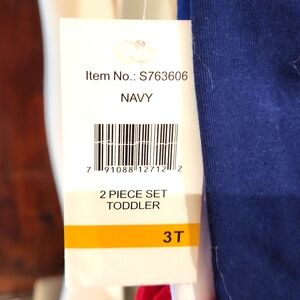 Item No.: S763606
NAVY
7 91088 12712 2
2 PIECE SET
TODDLER
3T